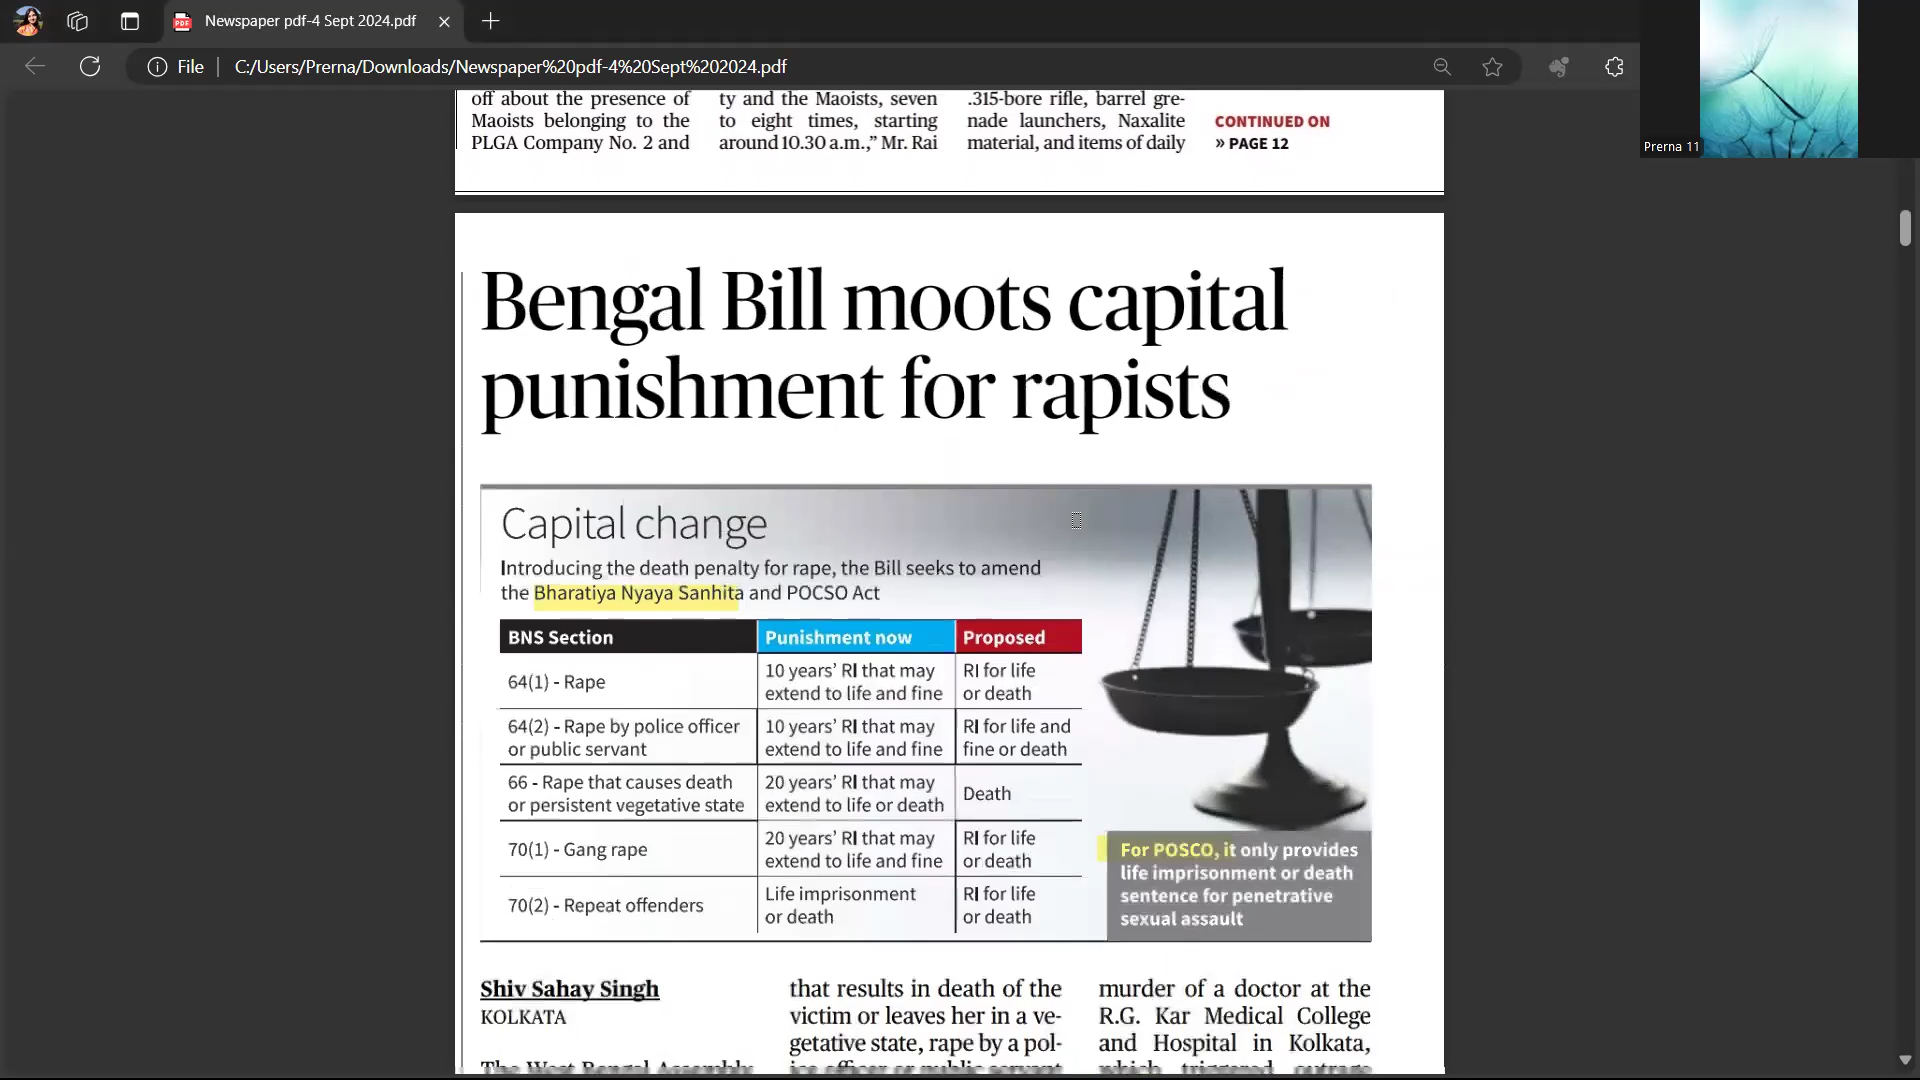 Newspaper pdf-4 Sept 2024.pdf
File
C:/Users/Prerna/Downloads/Newspaper%20pdf-4%20Sept%202024.pdf
Prerna 11
off about the presence of
Maoists belonging to the
PLGA Company No. 2 and
ty and the Maoists, seven
to eight times, starting
around 10.30 a.m.,” Mr. Rai
.315-bore rifle, barrel gre-
nade launchers, Naxalite
material, and items of daily
CONTINUED ON
» PAGE 12
Bengal Bill moots capital
punishment for rapists
Capital change
Introducing the death penalty for rape, the Bill seeks to amend
the Bharatiya Nyaya Sanhita and POCSO Act
BNS Section Punishment now Proposed
64(1) - Rape
10 years’ RI that may
extend to life and fine
RI for life
or death
64(2) - Rape by police officer
or public servant
10 years’ RI that may
extend to life and fine
RI for life and
fine or death
66 - Rape that causes death
or persistent vegetative state
20 years’ RI that may
extend to life or death
Death
70(1) - Gang rape
20 years’ RI that may
extend to life and fine
RI for life
or death
70(2) - Repeat offenders
Life imprisonment
or death
RI for life
or death
For POSCO, it only provides
life imprisonment or death
sentence for penetrative
sexual assault
Shiv Sahay Singh
KOLKATA
The West Bengal Assembly
that results in death of the
victim or leaves her in a ve-
getative state, rape by a pol-
ice officer or public servant
murder of a doctor at the
R.G. Kar Medical College
and Hospital in Kolkata,
which triggered outrage